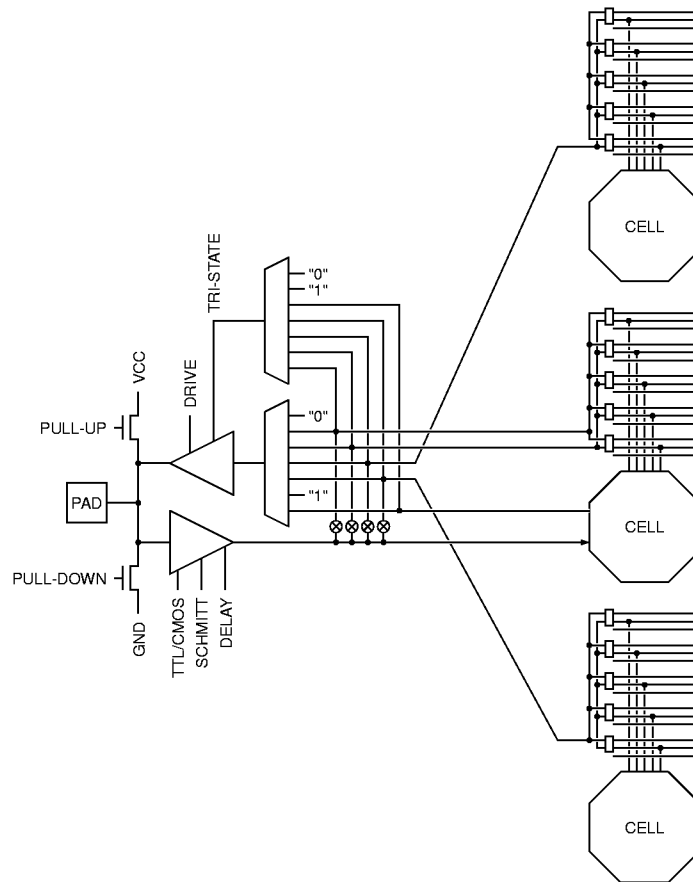 CELL
TRI-STATE
"0"
"1"
VCC
DRIVE
PULL-UP
"0"
PAD
"1"
CELL
PULL-DOWN
GND
TTL/CMOS
SCHMITT
DELAY
CELL